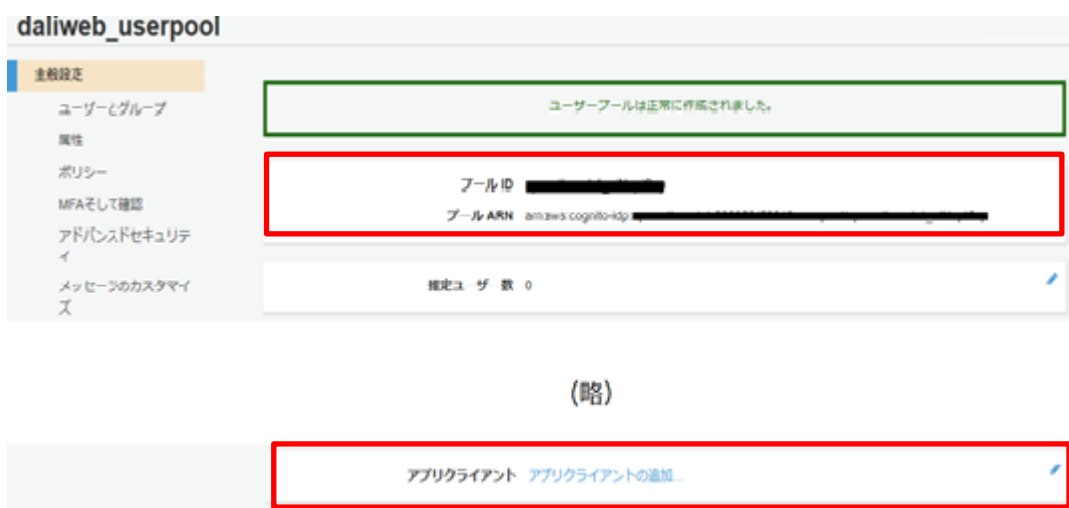 daliweb_userpool
主般設定
ユーザーとグループ
属性
ポリシー
MFAそして確認
アドバンスドセキュリテ
ィ
メッセージのカスタマイ
ズ
ユーザープールは正常に作成されました。
プール ID
プール ARN arn:aws:cognito-idp
推定ユーザー数 0
(略)
アプリクライアント アプリクライアントの追加...